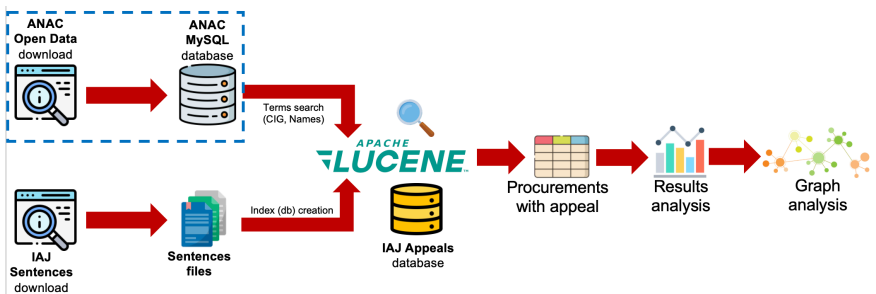 ANAC
Open Data
download
ANAC
MySQL
database
Terms search
(CIG, Names)
APACHE
LUCENE™
Procurements
with appeal
Results
analysis
Graph
analysis
Index (db) creation
IAJ
Sentences
download
Sentences
files
IAJ Appeals
database